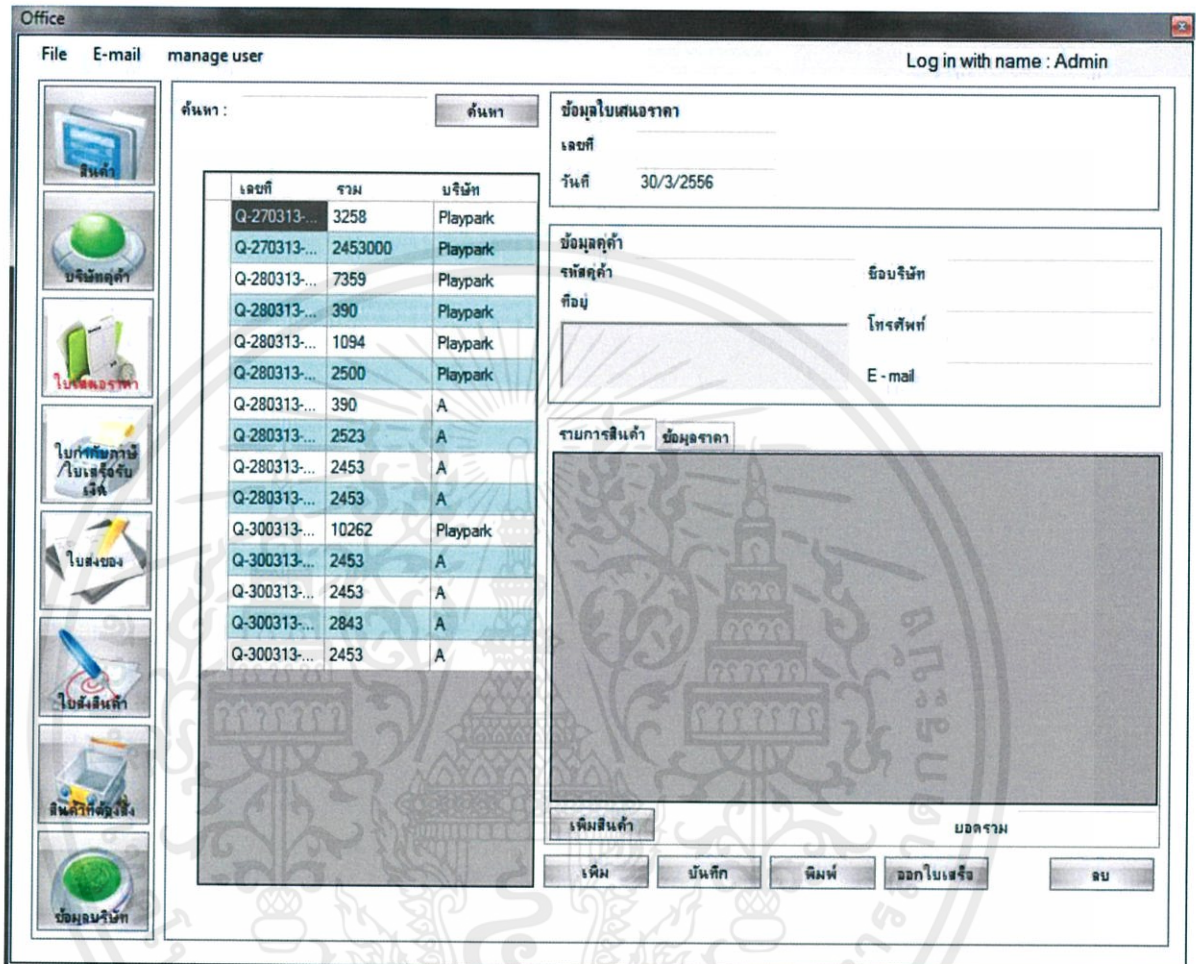 Office
File E-mail manage user Log in with name : Admin
สินค้า
บริษัทคู่ค้า
ใบเสนอราคา
ใบกำกับภาษี
/ใบเสร็จรับ
เงิน
ใบส่งของ
ใบสั่งสินค้า
สินค้าที่ต้องสั่ง
ข้อมูลบริษัท
ค้นหา : ค้นหา
เลขที่ รวม บริษัท
Q-270313-... 3258 Playpark
Q-270313-... 2453000 Playpark
Q-280313-... 7359 Playpark
Q-280313-... 390 Playpark
Q-280313-... 1094 Playpark
Q-280313-... 2500 Playpark
Q-280313-... 390 A
Q-280313-... 2523 A
Q-280313-... 2453 A
Q-280313-... 2453 A
Q-300313-... 10262 Playpark
Q-300313-... 2453 A
Q-300313-... 2453 A
Q-300313-... 2843 A
Q-300313-... 2453 A
ข้อมูลใบเสนอราคา
เลขที่
วันที่ 30/3/2556
ข้อมูลคู่ค้า
รหัสคู่ค้า ชื่อบริษัท
ที่อยู่
โทรศัพท์
E - mail
รายการสินค้า ข้อมูลราคา
เพิ่มสินค้า ยอดรวม
เพิ่ม บันทึก พิมพ์ ออกใบเสร็จ ลบ